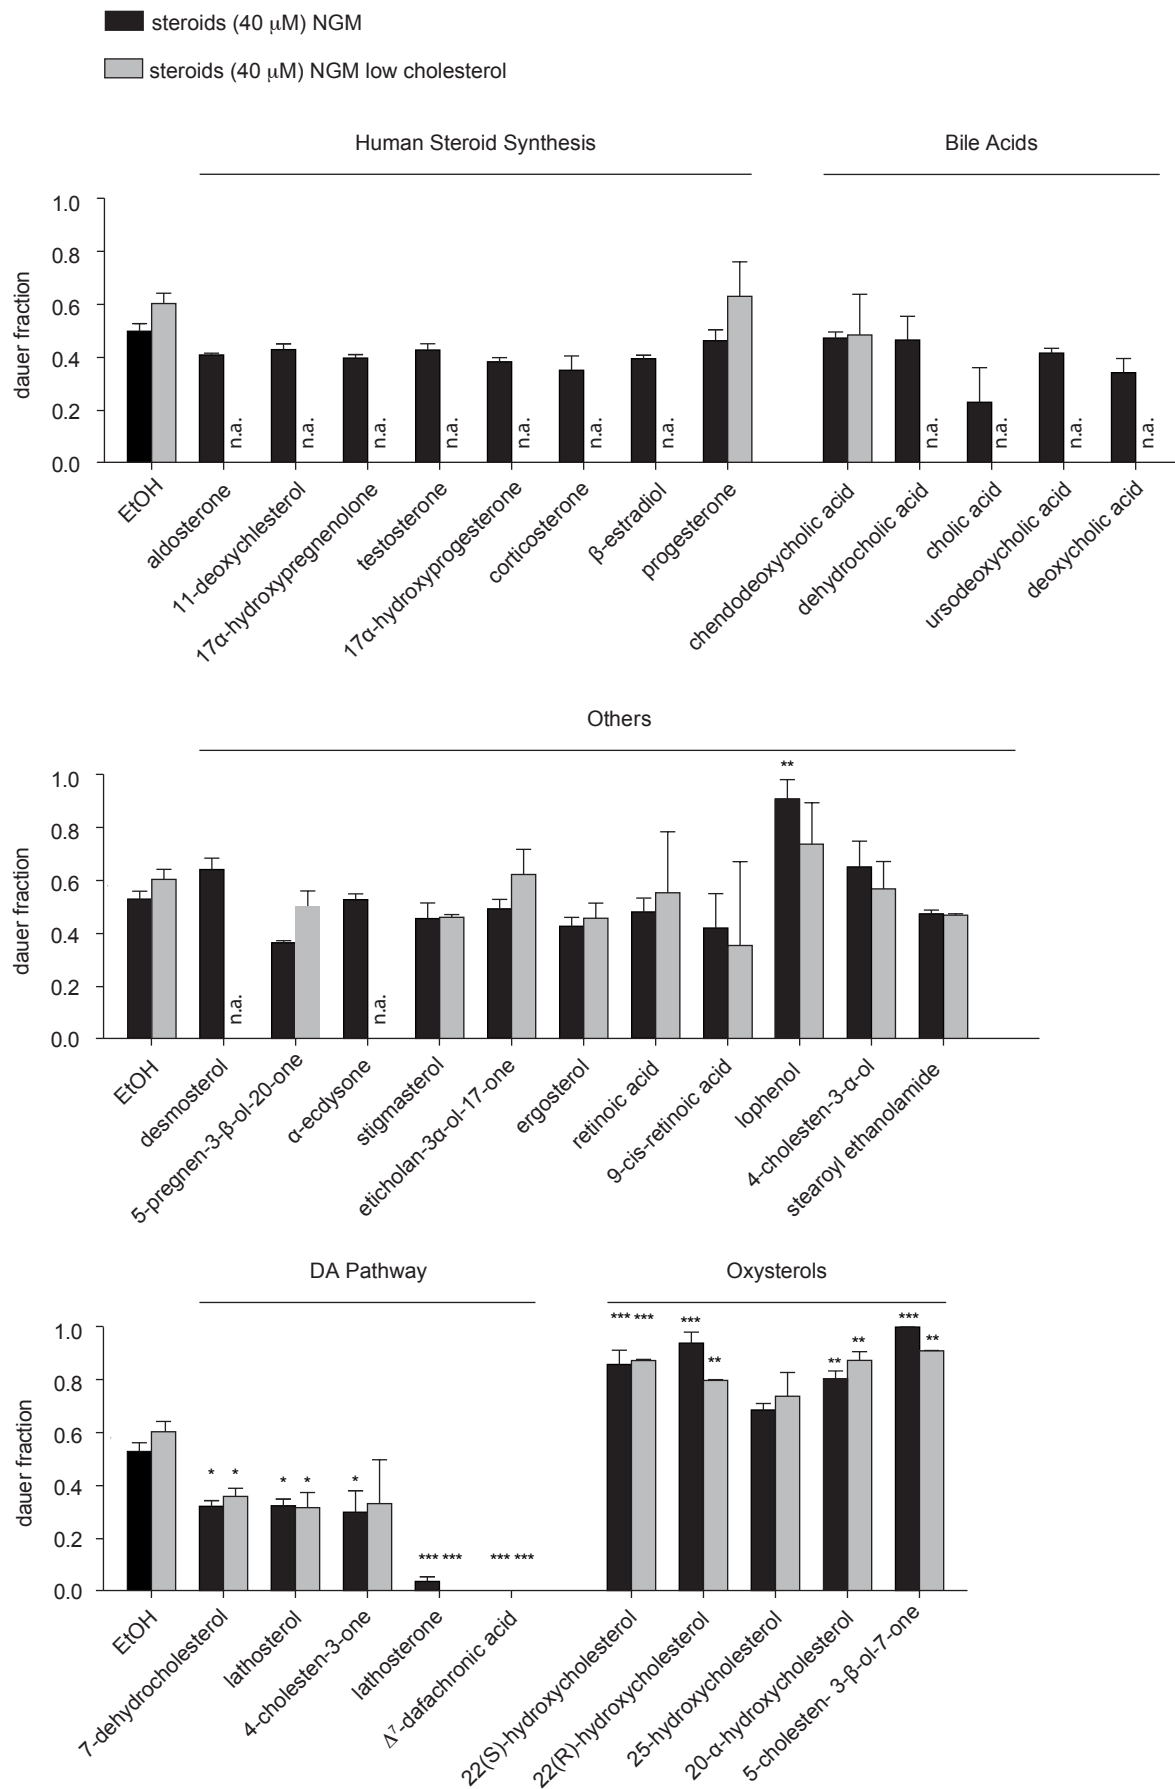 steroids (40 μM) NGM
steroids (40 μM) NGM low cholesterol
Human Steroid Synthesis
Bile Acids
dauer fraction
1.0
0.8
0.6
0.4
0.2
0.0
n.a.
n.a.
n.a.
n.a.
n.a.
n.a.
n.a.
n.a.
n.a.
n.a.
n.a.
EtOH
aldosterone
11-deoxychlesterol
17α-hydroxypregnenolone
testosterone
17α-hydroxyprogesterone
corticosterone
β-estradiol
progesterone
chendodeoxycholic acid
dehydrocholic acid
cholic acid
ursodeoxycholic acid
deoxycholic acid
Others
dauer fraction
1.0
0.8
0.6
0.4
0.2
0.0
**
n.a.
n.a.
EtOH
desmosterol
5-pregnen-3-β-ol-20-one
α-ecdysone
stigmasterol
eticholan-3α-ol-17-one
ergosterol
retinoic acid
9-cis-retinoic acid
lophenol
4-cholesten-3-α-ol
stearoyl ethanolamide
DA Pathway
Oxysterols
dauer fraction
1.0
0.8
0.6
0.4
0.2
0.0
* * * * * *** *** *** ***
*** *** *** ** ** ** *** **
EtOH
7-dehydrocholesterol
lathosterol
4-cholesten-3-one
lathosterone
Δ⁷-dafachronic acid
22(S)-hydroxycholesterol
22(R)-hydroxycholesterol
25-hydroxycholesterol
20-α-hydroxycholesterol
5-cholesten- 3-β-ol-7-one